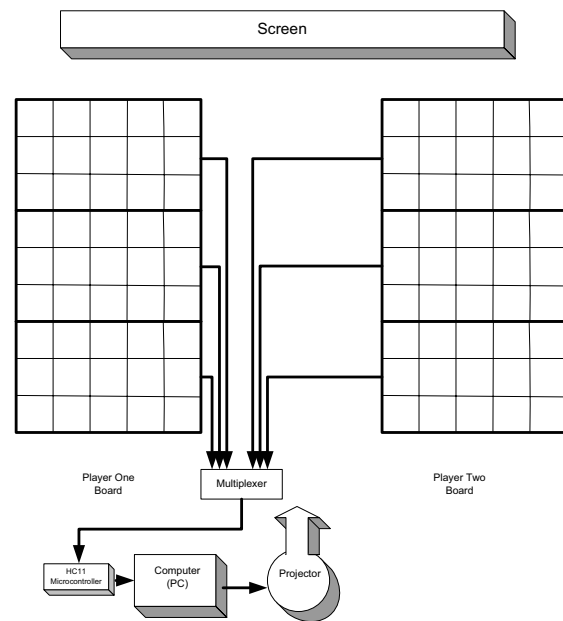 Screen
Player One
Board
Multiplexer
Player Two
Board
HC11
Microcontroller
Computer
(PC)
Projector